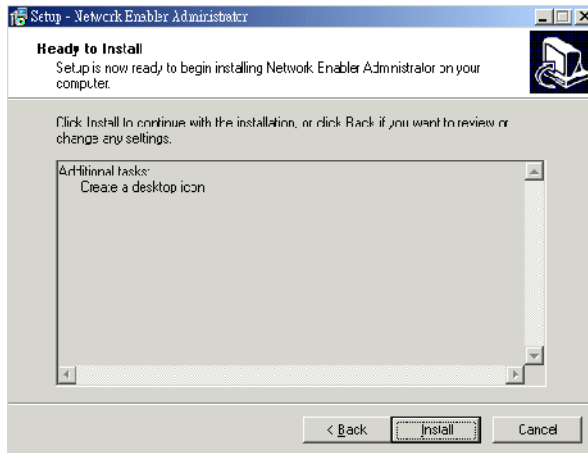 Setup - Network Enabler Administrator
Ready to Install
Setup is now ready to begin installing Network Enabler Administrator on your
computer.
Click Install to continue with the installation, or click Back if you want to review or
change any settings.
Additional tasks:
Create a desktop icon
< Back
Install
Cancel